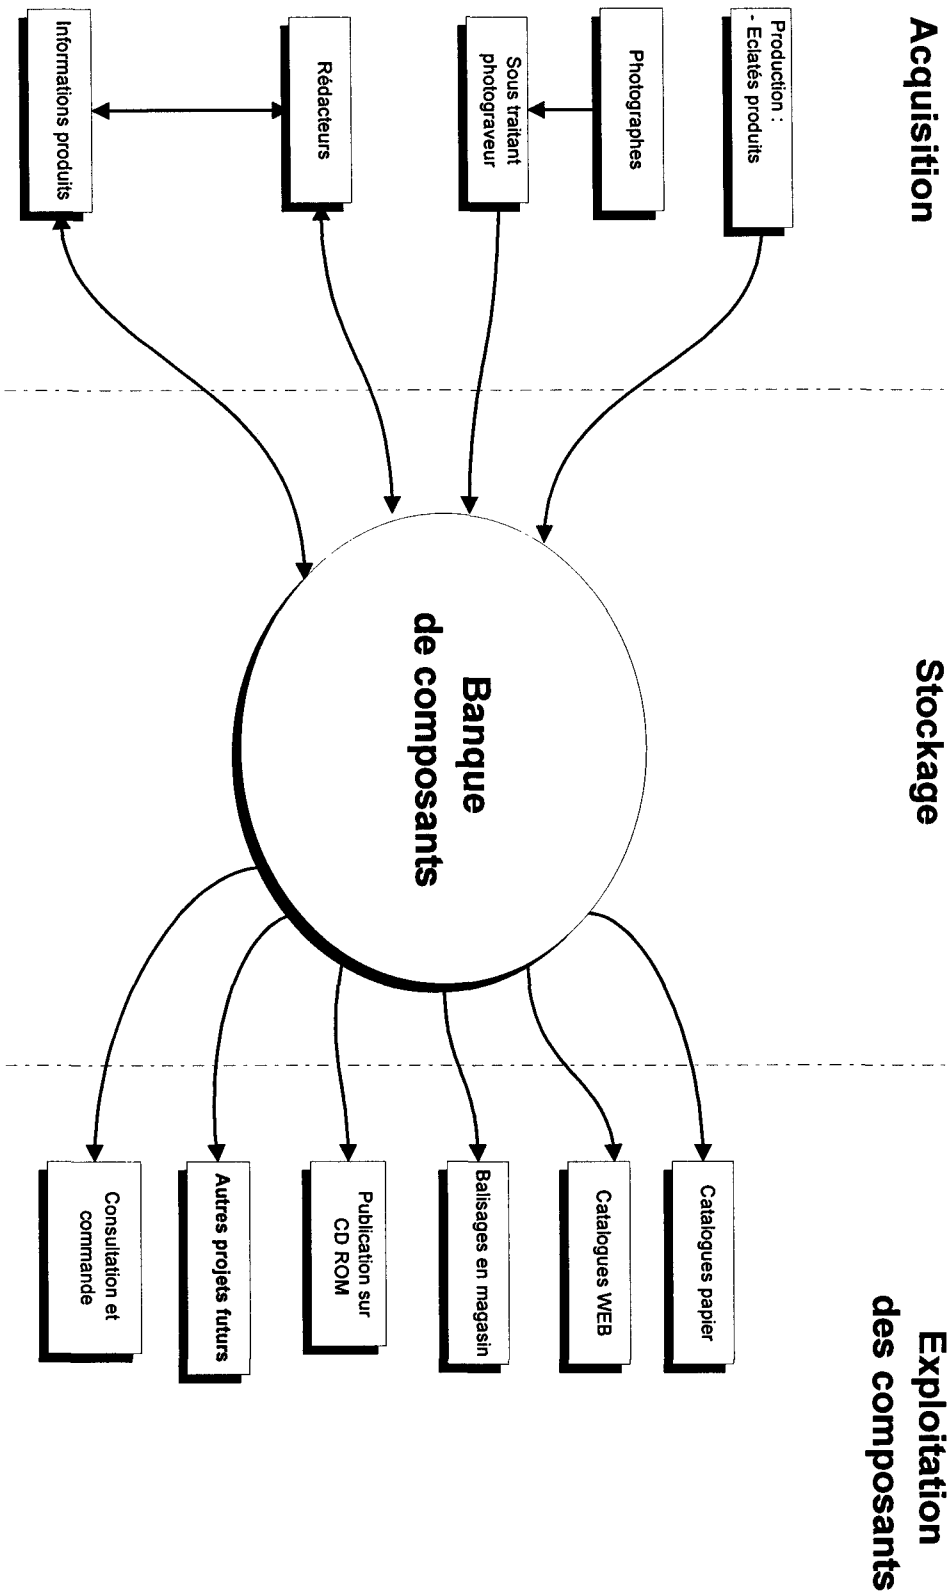 Acquisition
Stockage
Exploitation
des composants
Production :
- Eclatés produits
Photographes
Sous traitant
photograveur
Rédacteurs
Informations produits
Banque
de composants
Catalogues papier
Catalogues WEB
Balisages en magasin
Publication sur
CD ROM
Autres projets futurs
Consultation et
commande